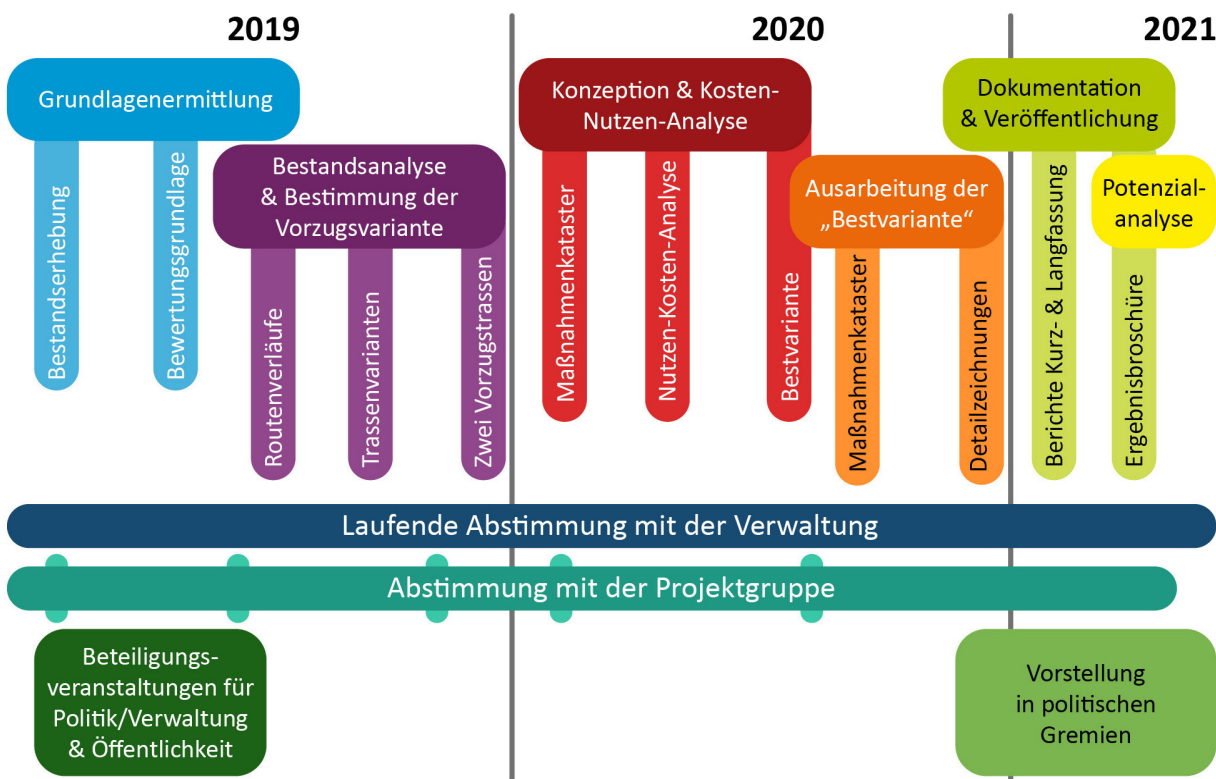 2019
2020
2021
Grundlagenermittlung
Bestandserhebung
Bewertungsgrundlage
Bestandsanalyse
& Bestimmung der
Vorzugsvariante
Routenverläufe
Trassenvarianten
Zwei Vorzugstrassen
Konzeption & Kosten-
Nutzen-Analyse
Maßnahmenkataster
Nutzen-Kosten-Analyse
Bestvariante
Ausarbeitung der
„Bestvariante“
Maßnahmenkataster
Detailzeichnungen
Dokumentation
& Veröffentlichung
Berichte Kurz- & Langfassung
Ergebnisbroschüre
Potenzial-
analyse
Laufende Abstimmung mit der Verwaltung
Abstimmung mit der Projektgruppe
Beteiligungs-
veranstaltungen für
Politik/Verwaltung
& Öffentlichkeit
Vorstellung
in politischen
Gremien